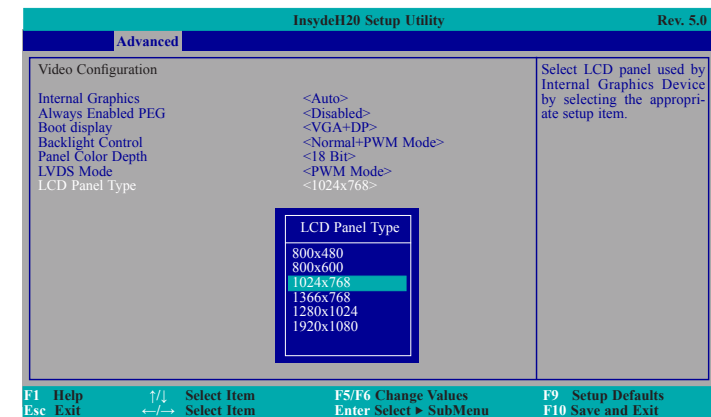 InsydeH20 Setup Utility Rev. 5.0
Advanced
Video Configuration
Internal Graphics <Auto>
Always Enabled PEG <Disabled>
Boot display <VGA+DP>
Backlight Control <Normal+PWM Mode>
Panel Color Depth <18 Bit>
LVDS Mode <PWM Mode>
LCD Panel Type <1024x768>
Select LCD panel used by
Internal Graphics Device
by selecting the appropri-
ate setup item.
LCD Panel Type
800x480
800x600
1024x768
1366x768
1280x1024
1920x1080
F1 Help ↑/↓ Select Item F5/F6 Change Values F9 Setup Defaults
Esc Exit ←/→ Select Item Enter Select ▶ SubMenu F10 Save and Exit